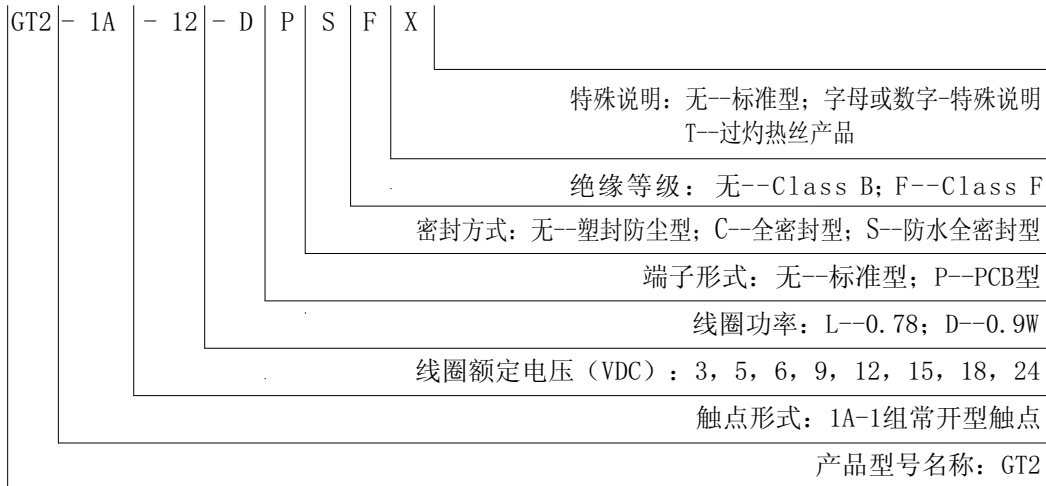 GT2 - 1A - 12 - D P S F X
特殊说明：无--标准型；字母或数字-特殊说明
T--过灼热丝产品
绝缘等级：无--Class B；F--Class F
密封方式：无--塑封防尘型；C--全密封型；S--防水全密封型
端子形式：无--标准型；P--PCB型
线圈功率：L--0.78；D--0.9W
线圈额定电压（VDC）：3，5，6，9，12，15，18，24
触点形式：1A-1组常开型触点
产品型号名称：GT2